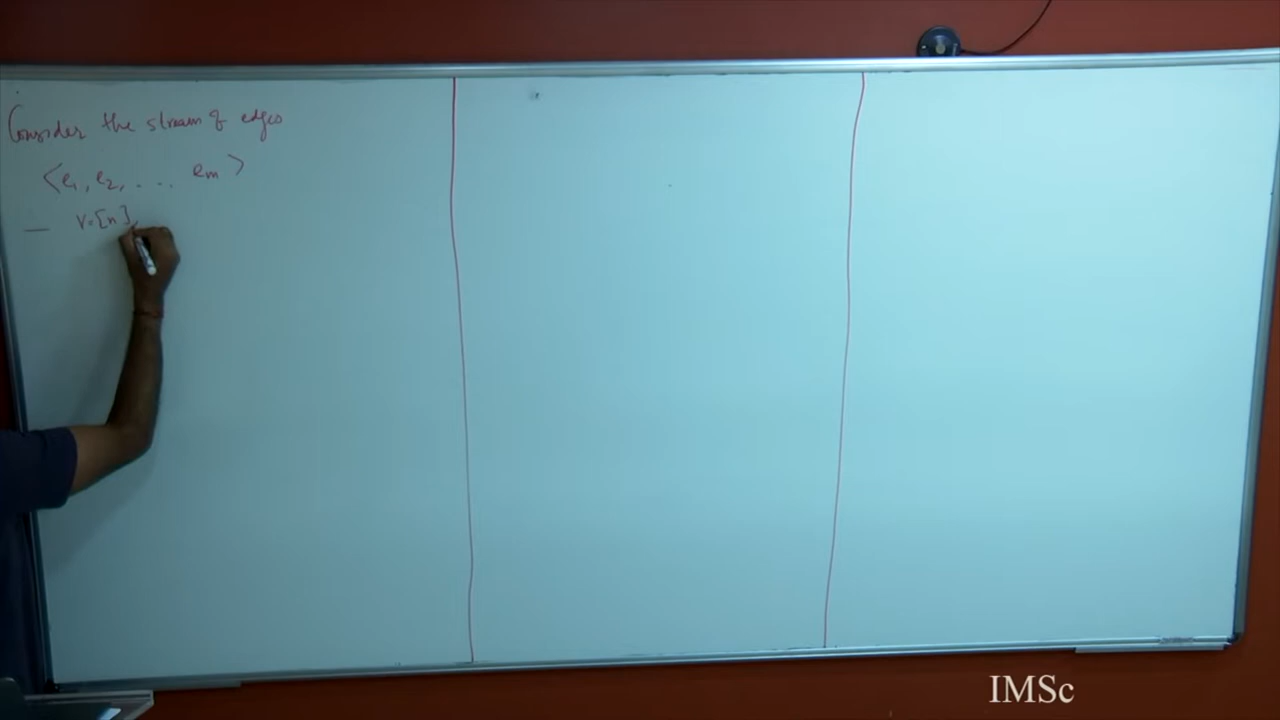 Consider the stream of edges
⟨e₁, e₂, .... eₘ⟩
— V=[n],
IMSc